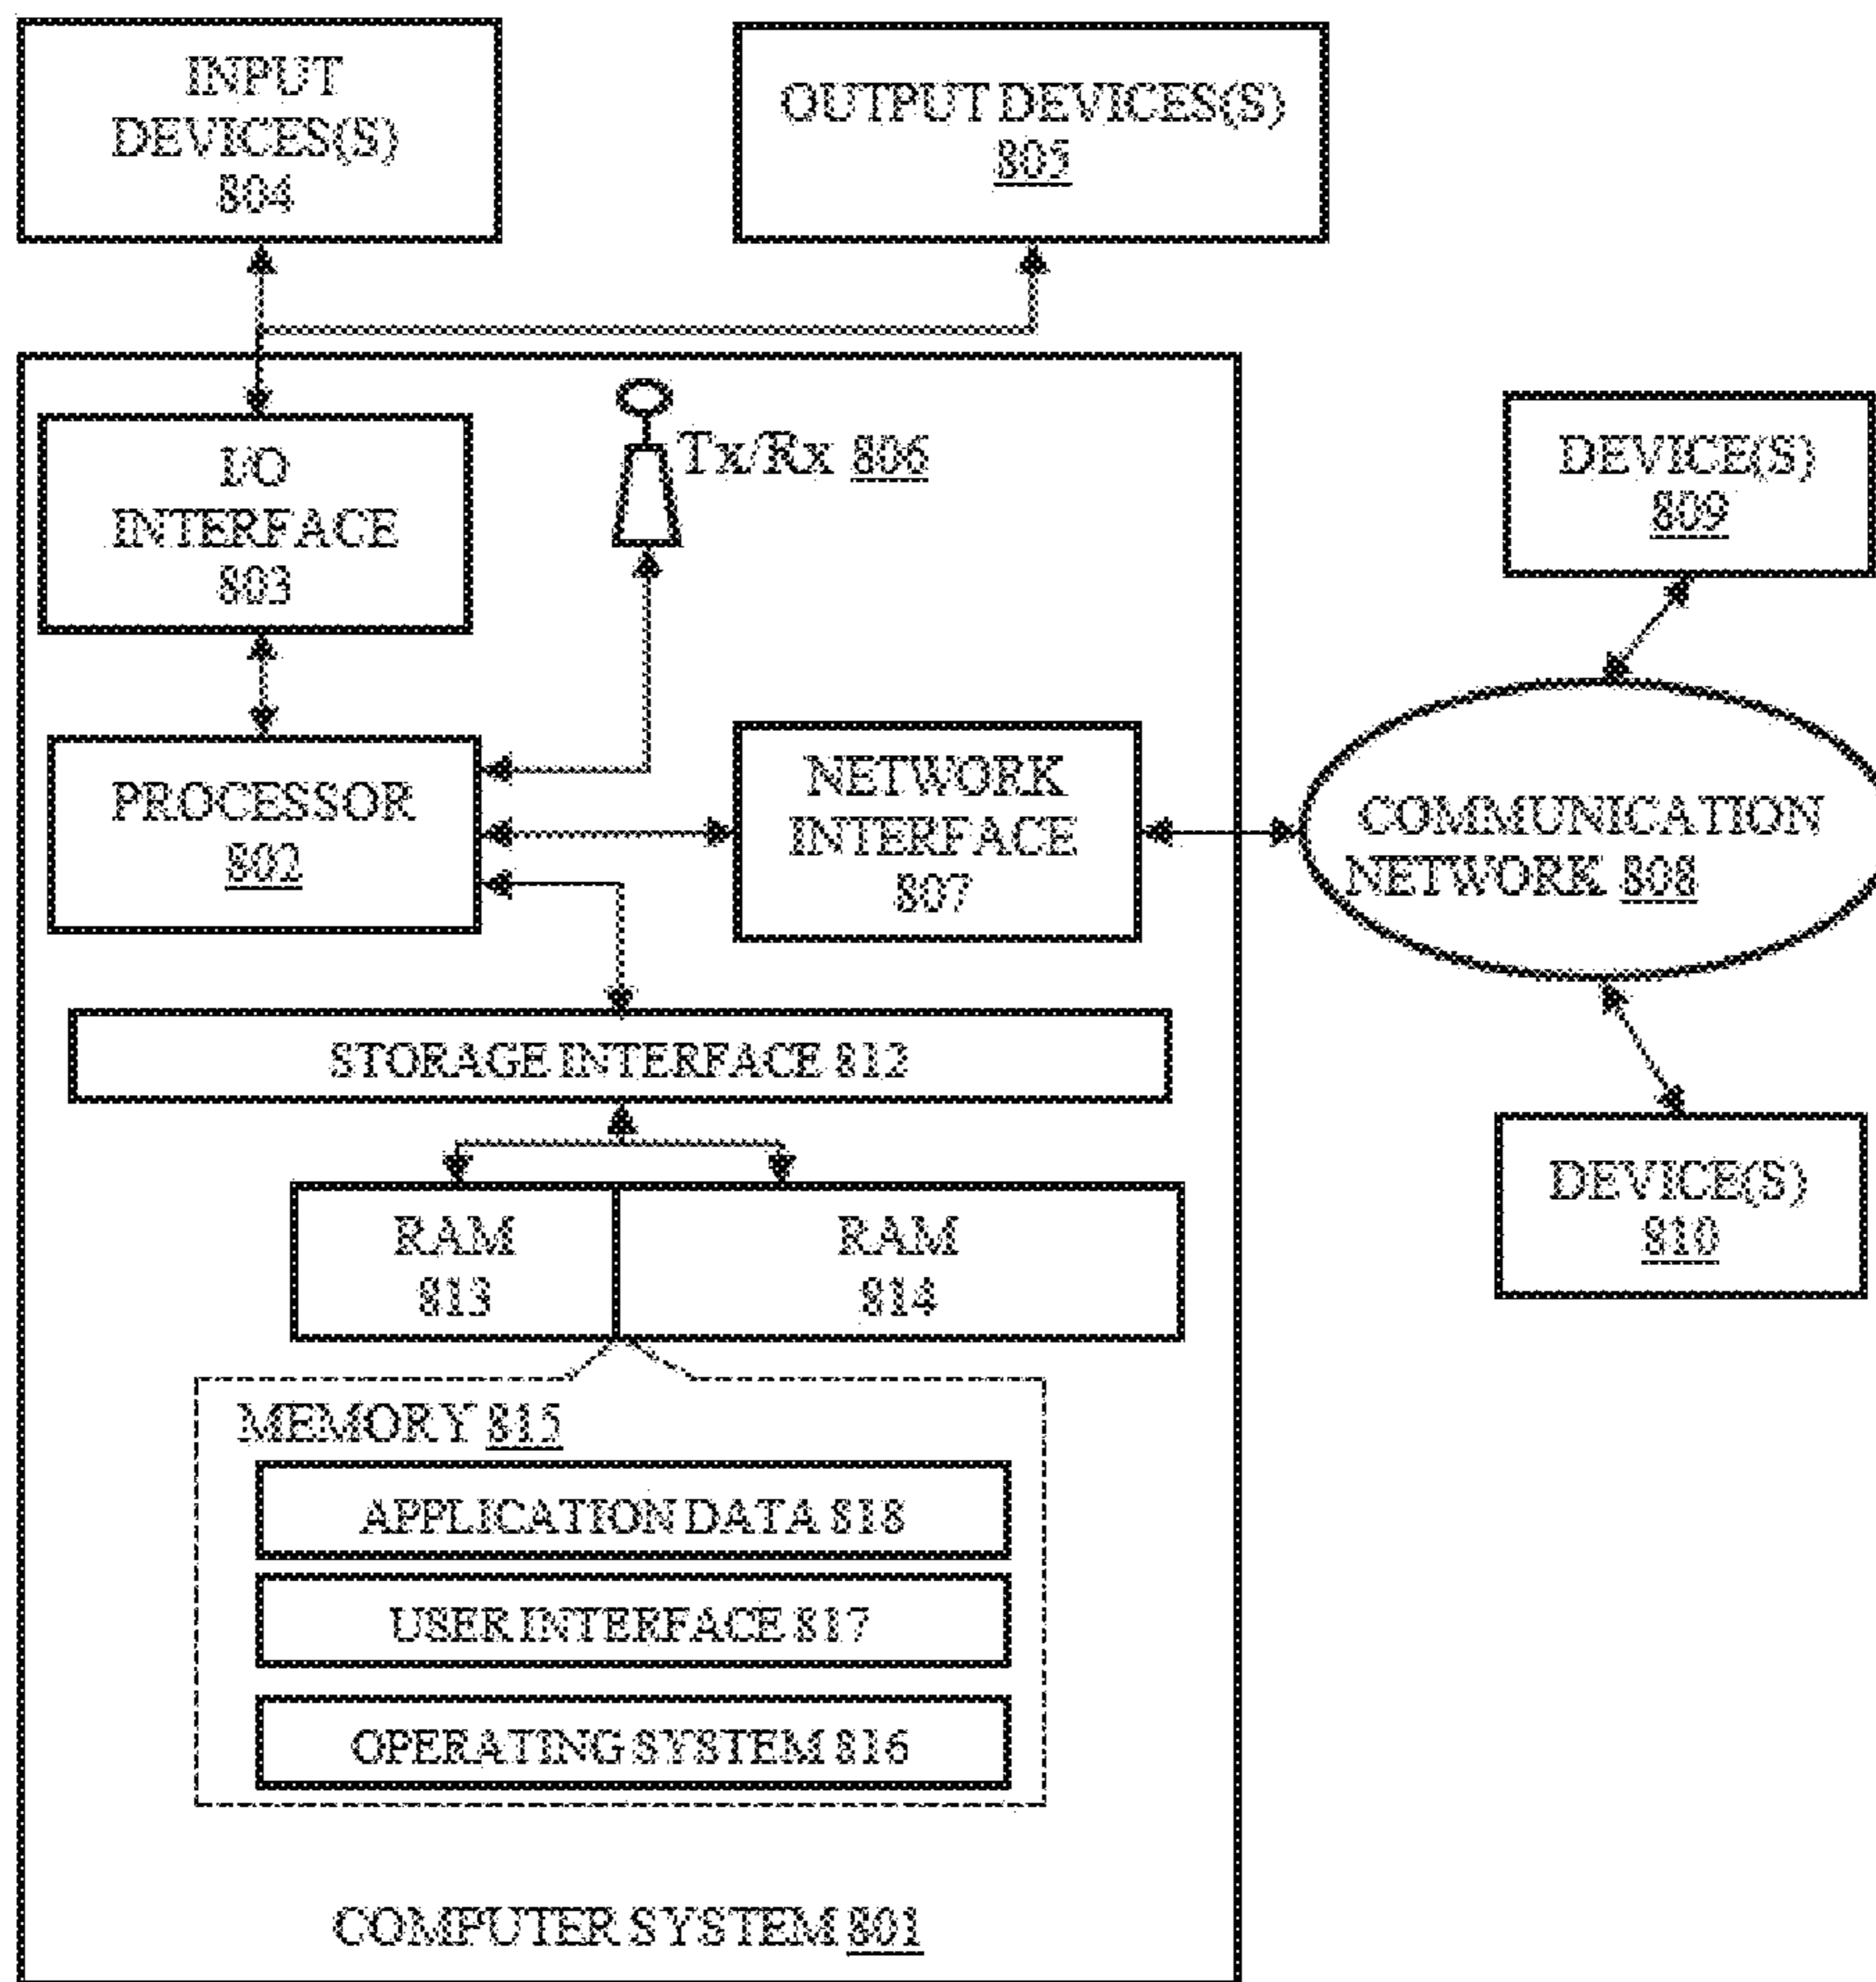 INPUT
DEVICES(S)
804
OUTPUT DEVICES(S)
805
I/O
INTERFACE
803
Tx/Rx 806
DEVICE(S)
809
PROCESSOR
802
NETWORK
INTERFACE
807
COMMUNICATION
NETWORK 808
STORAGE INTERFACE 812
RAM
813
RAM
814
DEVICE(S)
810
MEMORY 815
APPLICATION DATA 818
USER INTERFACE 817
OPERATING SYSTEM 816
COMPUTER SYSTEM 801